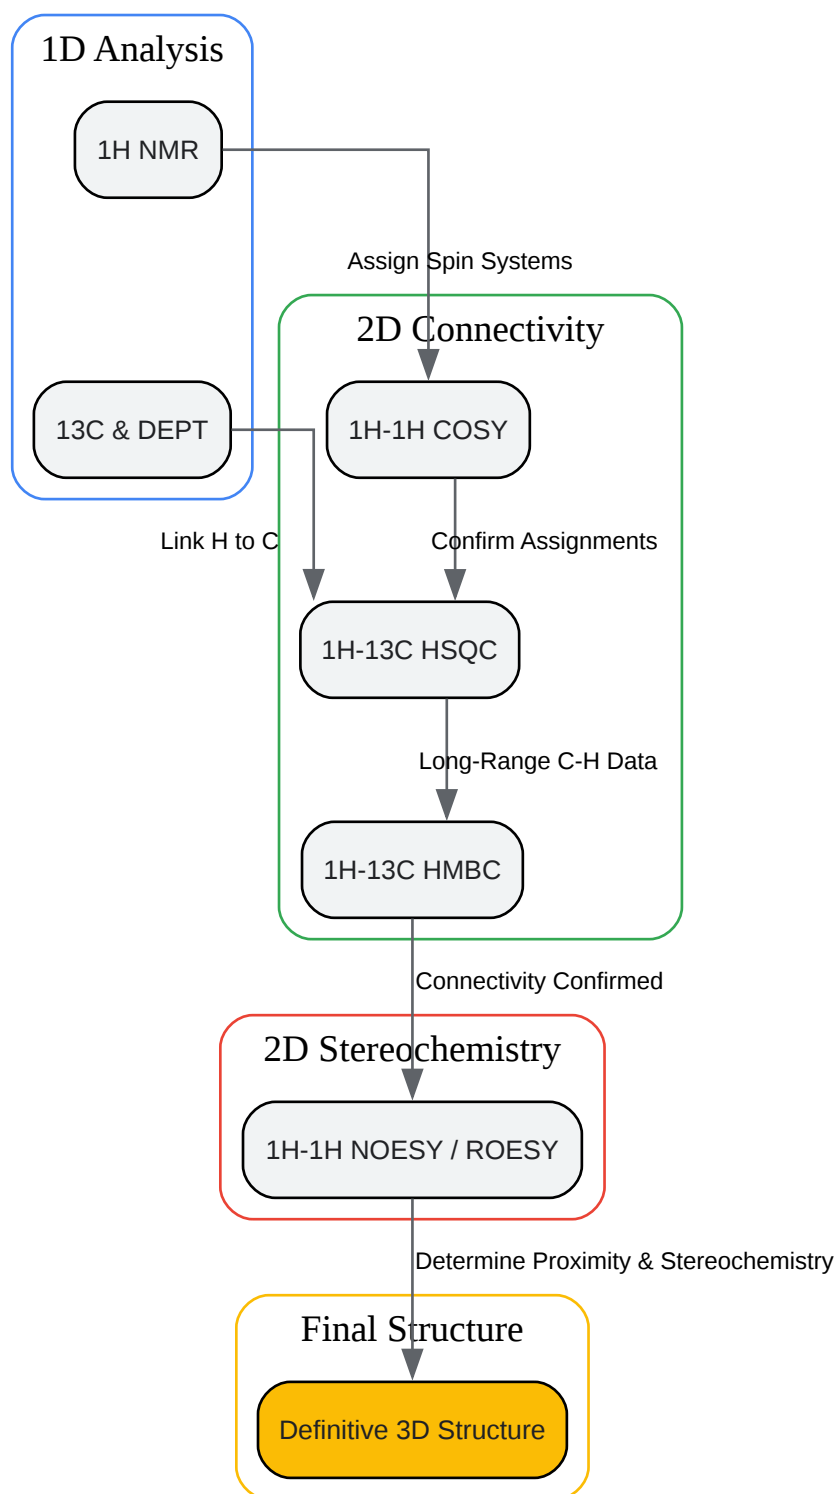 1D Analysis
1H NMR
Assign Spin Systems
2D Connectivity
13C & DEPT
1H-1H COSY
Link H to C
Confirm Assignments
1H-13C HSQC
Long-Range C-H Data
1H-13C HMBC
Connectivity Confirmed
2D Stereochemistry
1H-1H NOESY / ROESY
Determine Proximity & Stereochemistry
Final Structure
Definitive 3D Structure